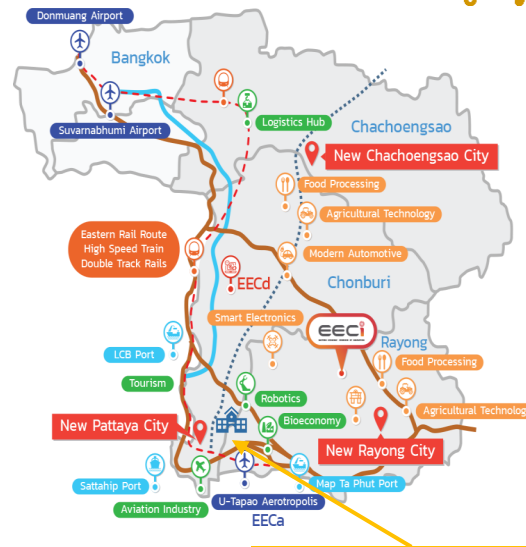 Donmuang Airport
Bangkok
Suvarnabhumi Airport
Logistics Hub
Chachoengsao
New Chachoengsao City
Food Processing
Agricultural Technology
Eastern Rail Route
High Speed Train
Double Track Rails
Modern Automotive
EECd
Chonburi
Smart Electronics
EECi
Rayong
LCB Port
Food Processing
Tourism
Robotics
Agricultural Technolog
New Pattaya City
Bioeconomy
New Rayong City
Sattahip Port
Map Ta Phut Port
U-Tapao Aerotropolis
Aviation Industry
EECa